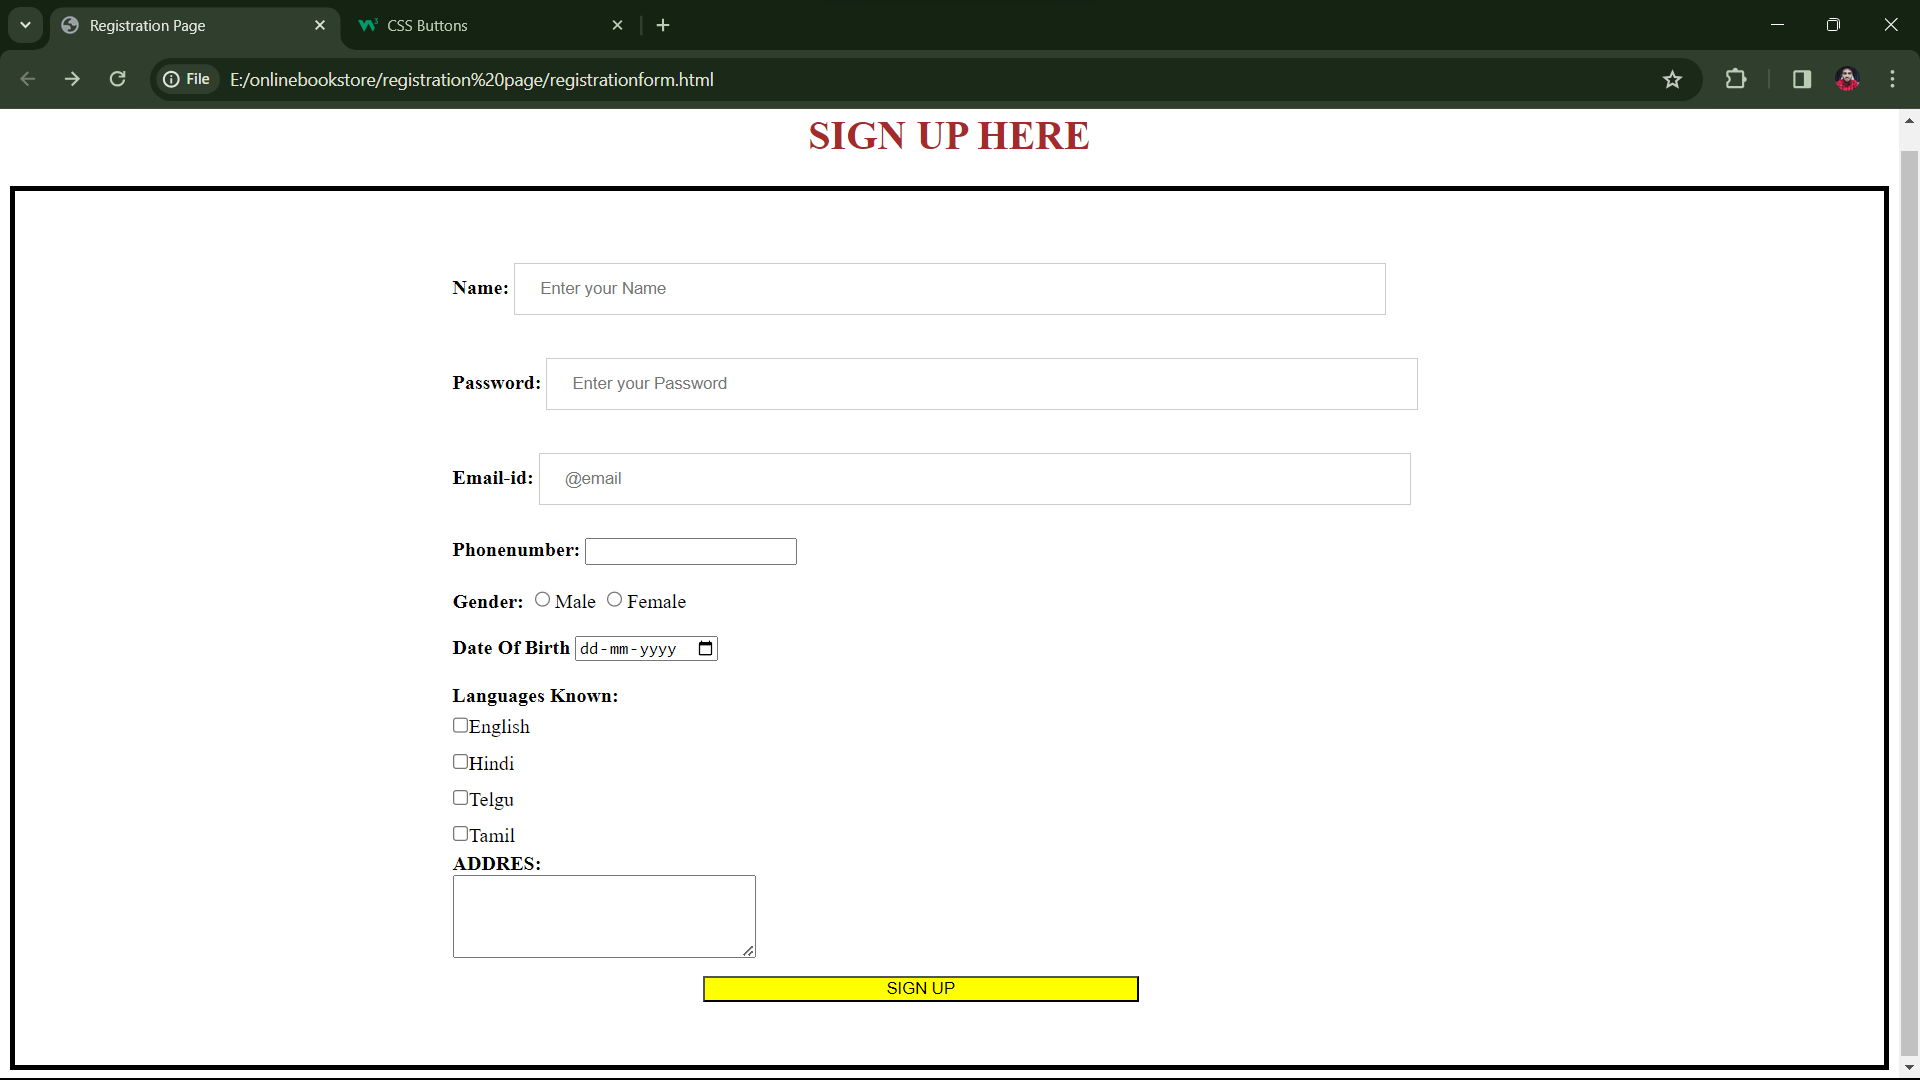 Registration Page
CSS Buttons
File E:/onlinebookstore/registration%20page/registrationform.html
SIGN UP HERE
Name: Enter your Name
Password: Enter your Password
Email-id: @email
Phonenumber:
Gender: Male Female
Date Of Birth dd-mm-yyyy
Languages Known:
English
Hindi
Telgu
Tamil
ADDRES:
SIGN UP